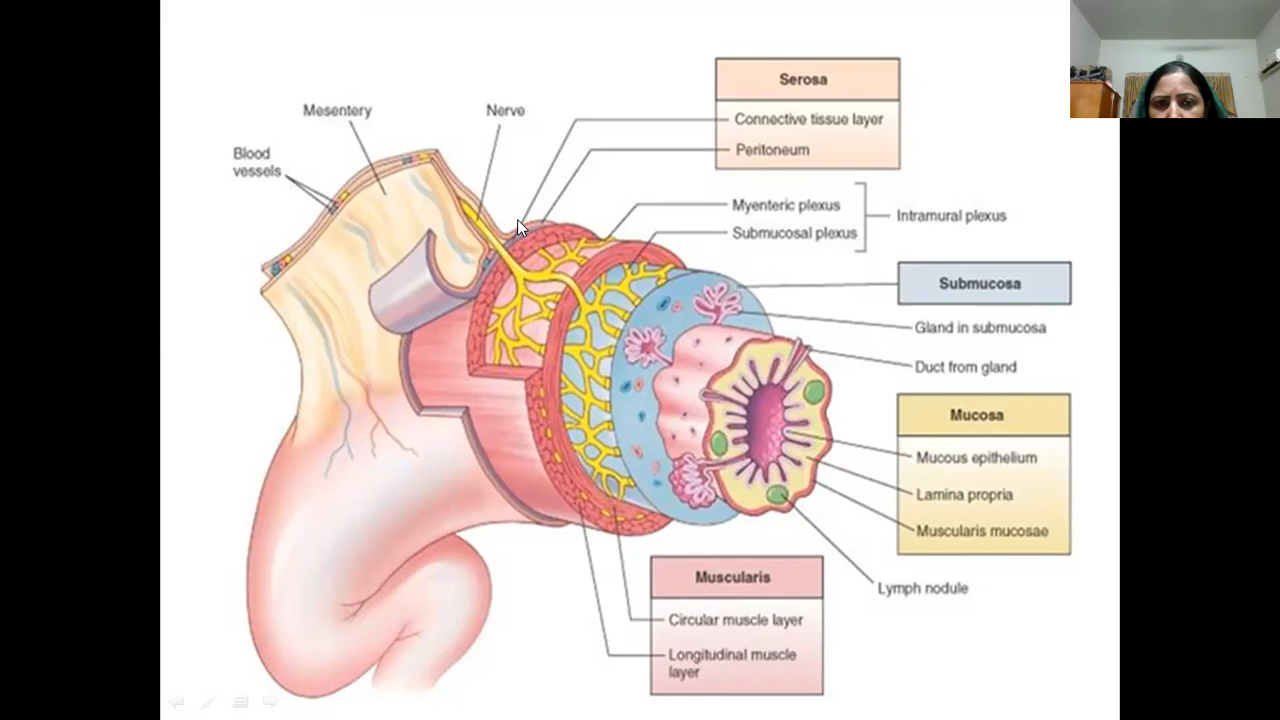 Serosa
Connective tissue layer
Peritoneum
Mesentery
Nerve
Blood
vessels
Myenteric plexus
Submucosal plexus
Intramural plexus
Submucosa
Gland in submucosa
Duct from gland
Mucosa
Mucous epithelium
Lamina propria
Muscularis mucosae
Lymph nodule
Muscularis
Circular muscle layer
Longitudinal muscle
layer